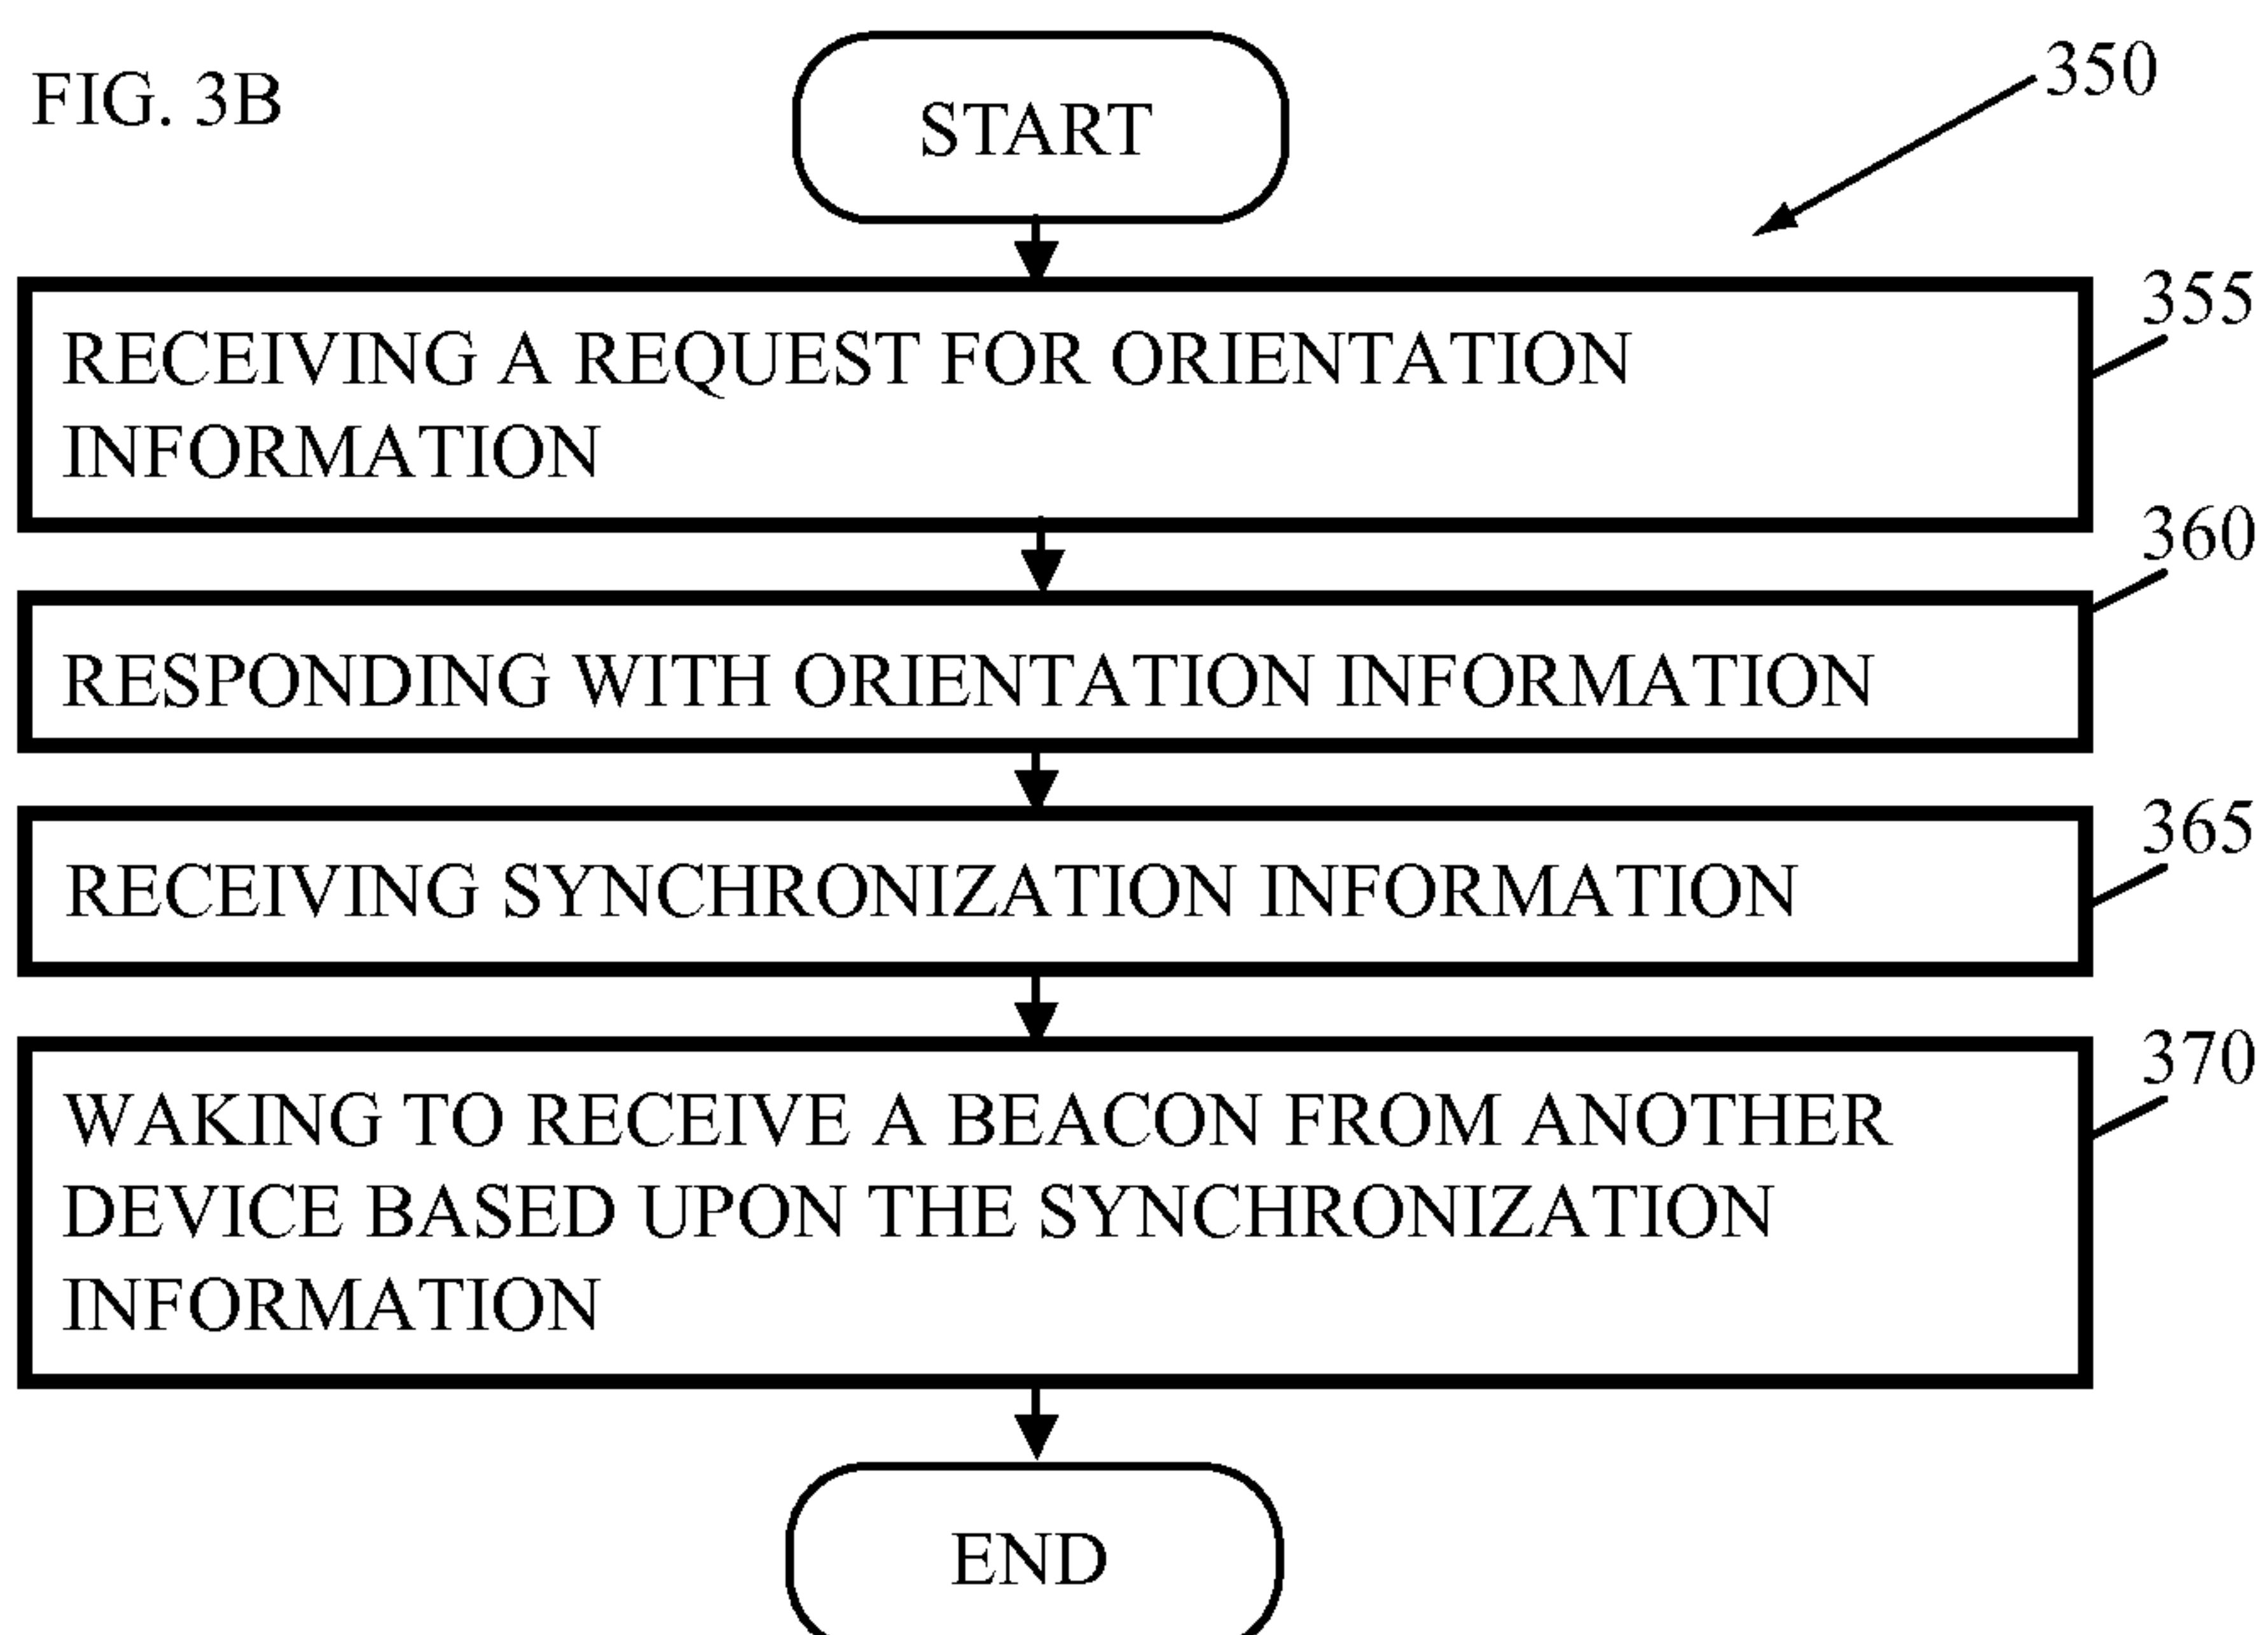 FIG. 3B
START
350
355
RECEIVING A REQUEST FOR ORIENTATION
INFORMATION
360
RESPONDING WITH ORIENTATION INFORMATION
365
RECEIVING SYNCHRONIZATION INFORMATION
370
WAKING TO RECEIVE A BEACON FROM ANOTHER
DEVICE BASED UPON THE SYNCHRONIZATION
INFORMATION
END